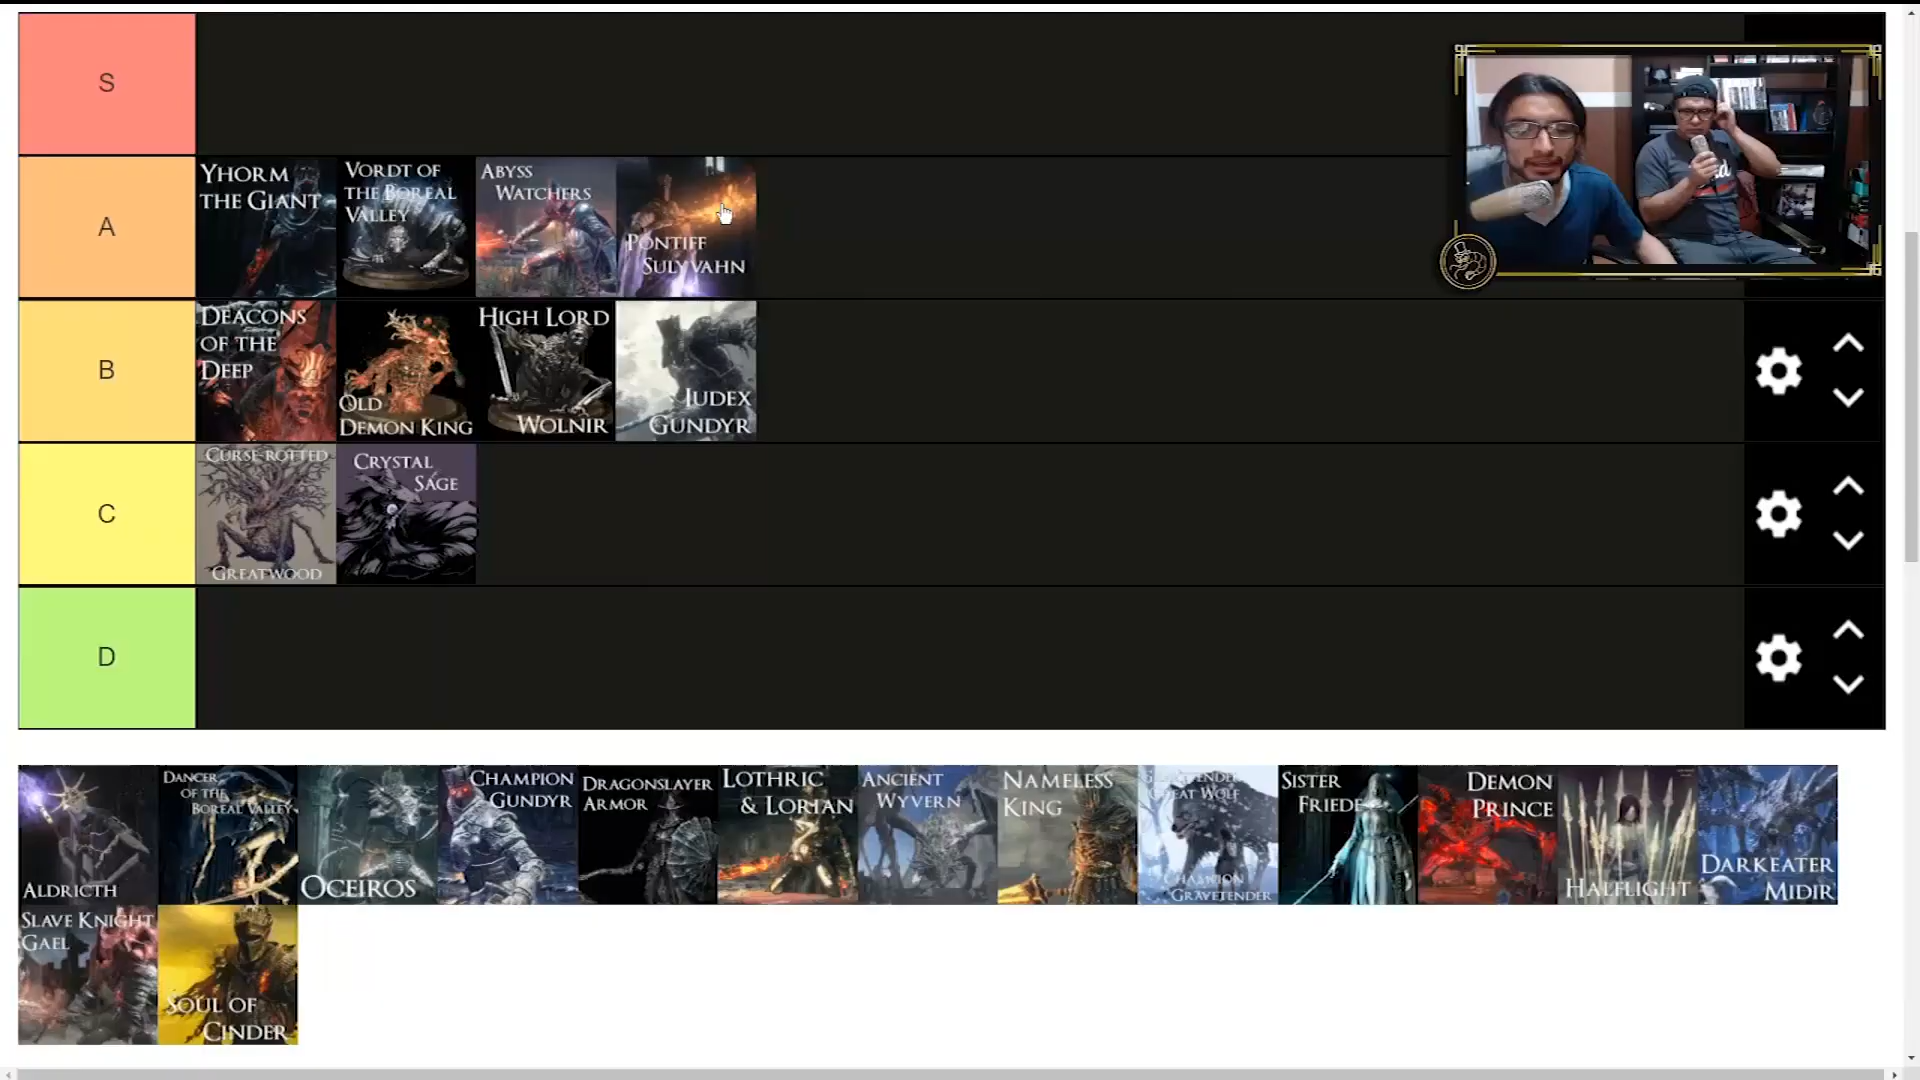 S
A
YHORM
THE GIANT
VORDT OF
THE BOREAL
VALLEY
ABYSS
WATCHERS
PONTIFF
SULYVAHN
B
DEACONS
OF THE
DEEP
OLD
DEMON KING
HIGH LORD
WOLNIR
IUDEX
GUNDYR
C
CURSE-ROTTED
GREATWOOD
CRYSTAL
SAGE
D
ALDRICTH
DANCER
OF THE
BOREAL VALLEY
OCEIROS
CHAMPION
GUNDYR
DRAGONSLAYER
ARMOR
LOTHRIC
& LORIAN
ANCIENT
WYVERN
NAMELESS
KING
GREAT WOLF
CHAMPION
GRAVETENDER
SISTER
FRIEDE
DEMON
PRINCE
HALFLIGHT
DARKEATER
MIDIR
SLAVE KNIGHT
GAEL
SOUL OF
CINDER